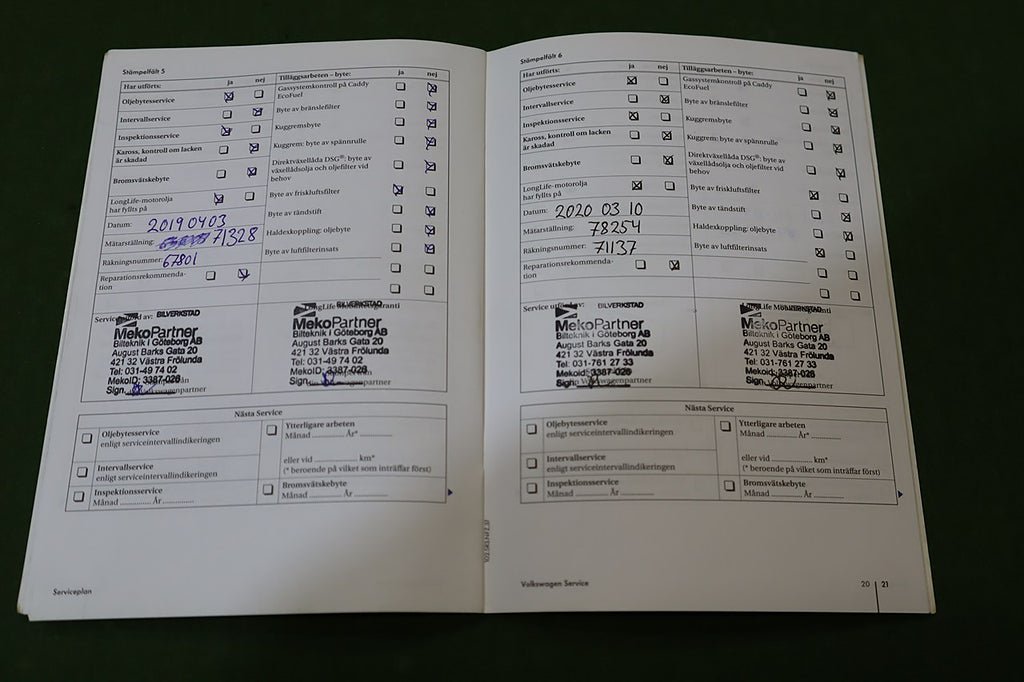 Stämpelfält 5
Har utförts: ja nej
Oljebytesservice
Intervallservice
Inspektionsservice
Kaross, kontroll om lacken
är skadad
Bromsvätskebyte
LongLife-motorolja
har fyllts på
Datum: 2019 04 03
Mätarställning: 71328
Räkningsnummer: 67801
Reparationsrekommenda-
tion
Tilläggsarbeten – byte: ja nej
Gassystemkontroll på Caddy
EcoFuel
Byte av bränslefilter
Kuggremsbyte
Kuggrem: byte av spännrulle
Direktväxellåda DSG®: byte av
växellådsolja och oljefilter vid
behov
Byte av friskluftsfilter
Byte av tändstift
Haldexkoppling: oljebyte
Byte av luftfilterinsats
BILVERKSTAD
MekoPartner
Bilteknik i Göteborg AB
August Barks Gata 20
421 32 Västra Frölunda
Tel: 031-49 74 02
MekoID: 3387-026
Sign.
BILVERKSTAD
MekoPartner
Bilteknik i Göteborg AB
August Barks Gata 20
421 32 Västra Frölunda
Tel: 031-49 74 02
MekoID: 3387-026
Sign.
Nästa Service
Oljebytesservice
enligt serviceintervallindikeringen
Intervallservice
enligt serviceintervallindikeringen
Inspektionsservice
Månad ............ År ............
Ytterligare arbeten
Månad ............ År* ............
eller vid ................ km*
(* beroende på vilket som inträffar först)
Bromsvätskebyte
Månad ............ År ............
Serviceplan
Stämpelfält 6
Har utförts: ja nej
Oljebytesservice
Intervallservice
Inspektionsservice
Kaross, kontroll om lacken
är skadad
Bromsvätskebyte
LongLife-motorolja
har fyllts på
Datum: 2020 03 10
Mätarställning: 78254
Räkningsnummer: 71137
Reparationsrekommenda-
tion
Tilläggsarbeten – byte: ja nej
Gassystemkontroll på Caddy
EcoFuel
Byte av bränslefilter
Kuggremsbyte
Kuggrem: byte av spännrulle
Direktväxellåda DSG®: byte av
växellådsolja och oljefilter vid
behov
Byte av friskluftfilter
Byte av tändstift
Haldexkoppling: oljebyte
Byte av luftfilterinsats
BILVERKSTAD
MekoPartner
Bilteknik i Göteborg AB
August Barks Gata 20
421 32 Västra Frölunda
Tel: 031-761 27 33
Mekoid: 3387-026
Sign.
BILVERKSTAD
MekoPartner
Bilteknik i Göteborg AB
August Barks Gata 20
421 32 Västra Frölunda
Tel: 031-761 27 33
Mekoid: 3387-026
Sign.
Nästa Service
Oljebytesservice
enligt serviceintervallindikeringen
Intervallservice
enligt serviceintervallindikeringen
Inspektionsservice
Månad ............ År ............
Ytterligare arbeten
Månad ............ År* ............
eller vid ................ km*
(* beroende på vilket som inträffar först)
Bromsvätskebyte
Månad ............ År ............
Volkswagen Service
20 21